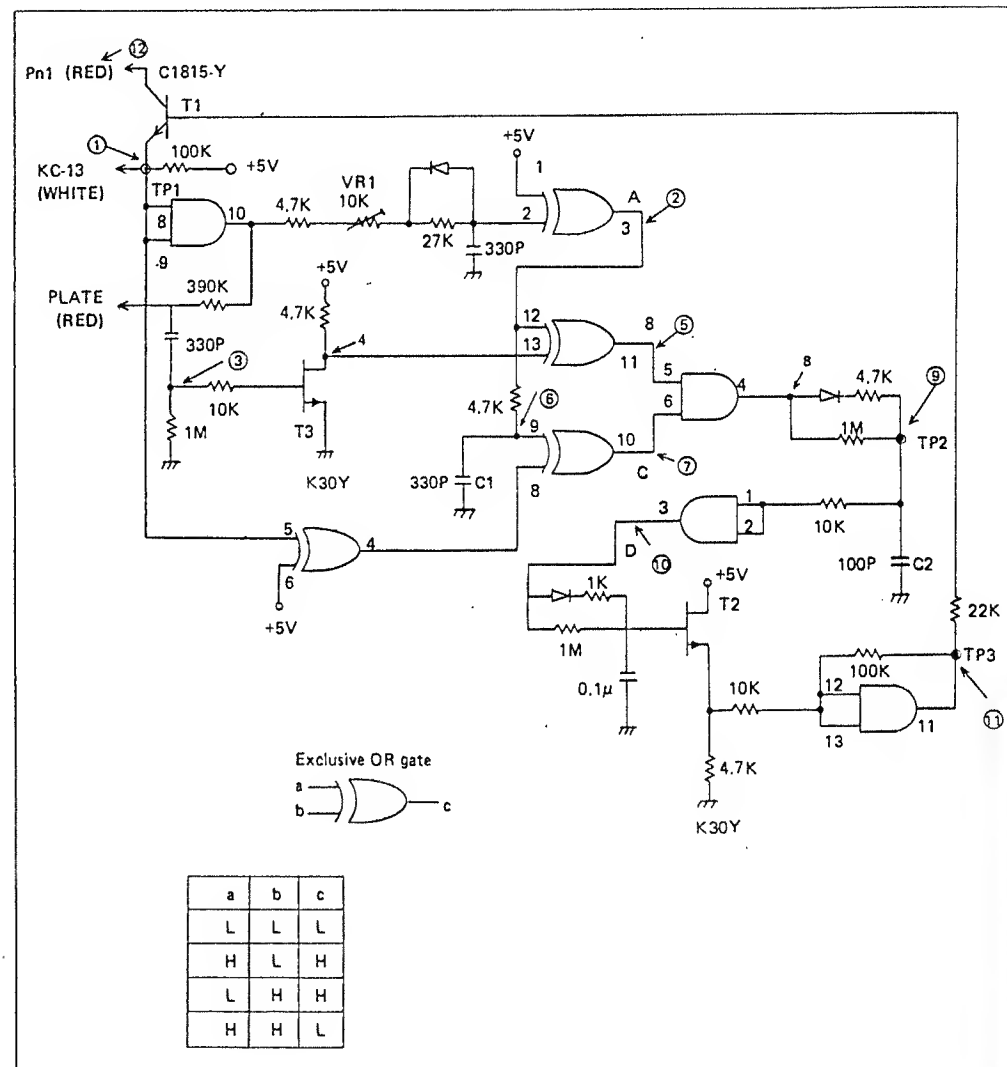 ⑫
Pn1 (RED)
C1815-Y
T1
①
100K
+5V
KC-13
(WHITE)
TP1
8
9
10
4.7K
VR1
10K
27K
330P
+5V
1
2
A
3
②
PLATE
(RED)
390K
330P
③
10K
1M
+5V
4.7K
4
T3
K30Y
12
13
8
11
⑤
4.7K
⑥
9
8
10
C
⑦
330P
C1
5
6
4
8
4.7K
1M
⑨
TP2
5
6
4
+5V
3
D
⑩
1
2
10K
100P
C2
1K
1M
0.1μ
+5V
T2
22K
TP3
100K
10K
12
13
11
⑪
4.7K
K30Y
Exclusive OR gate
a
b
c
a b c
L L L
H L H
L H H
H H L